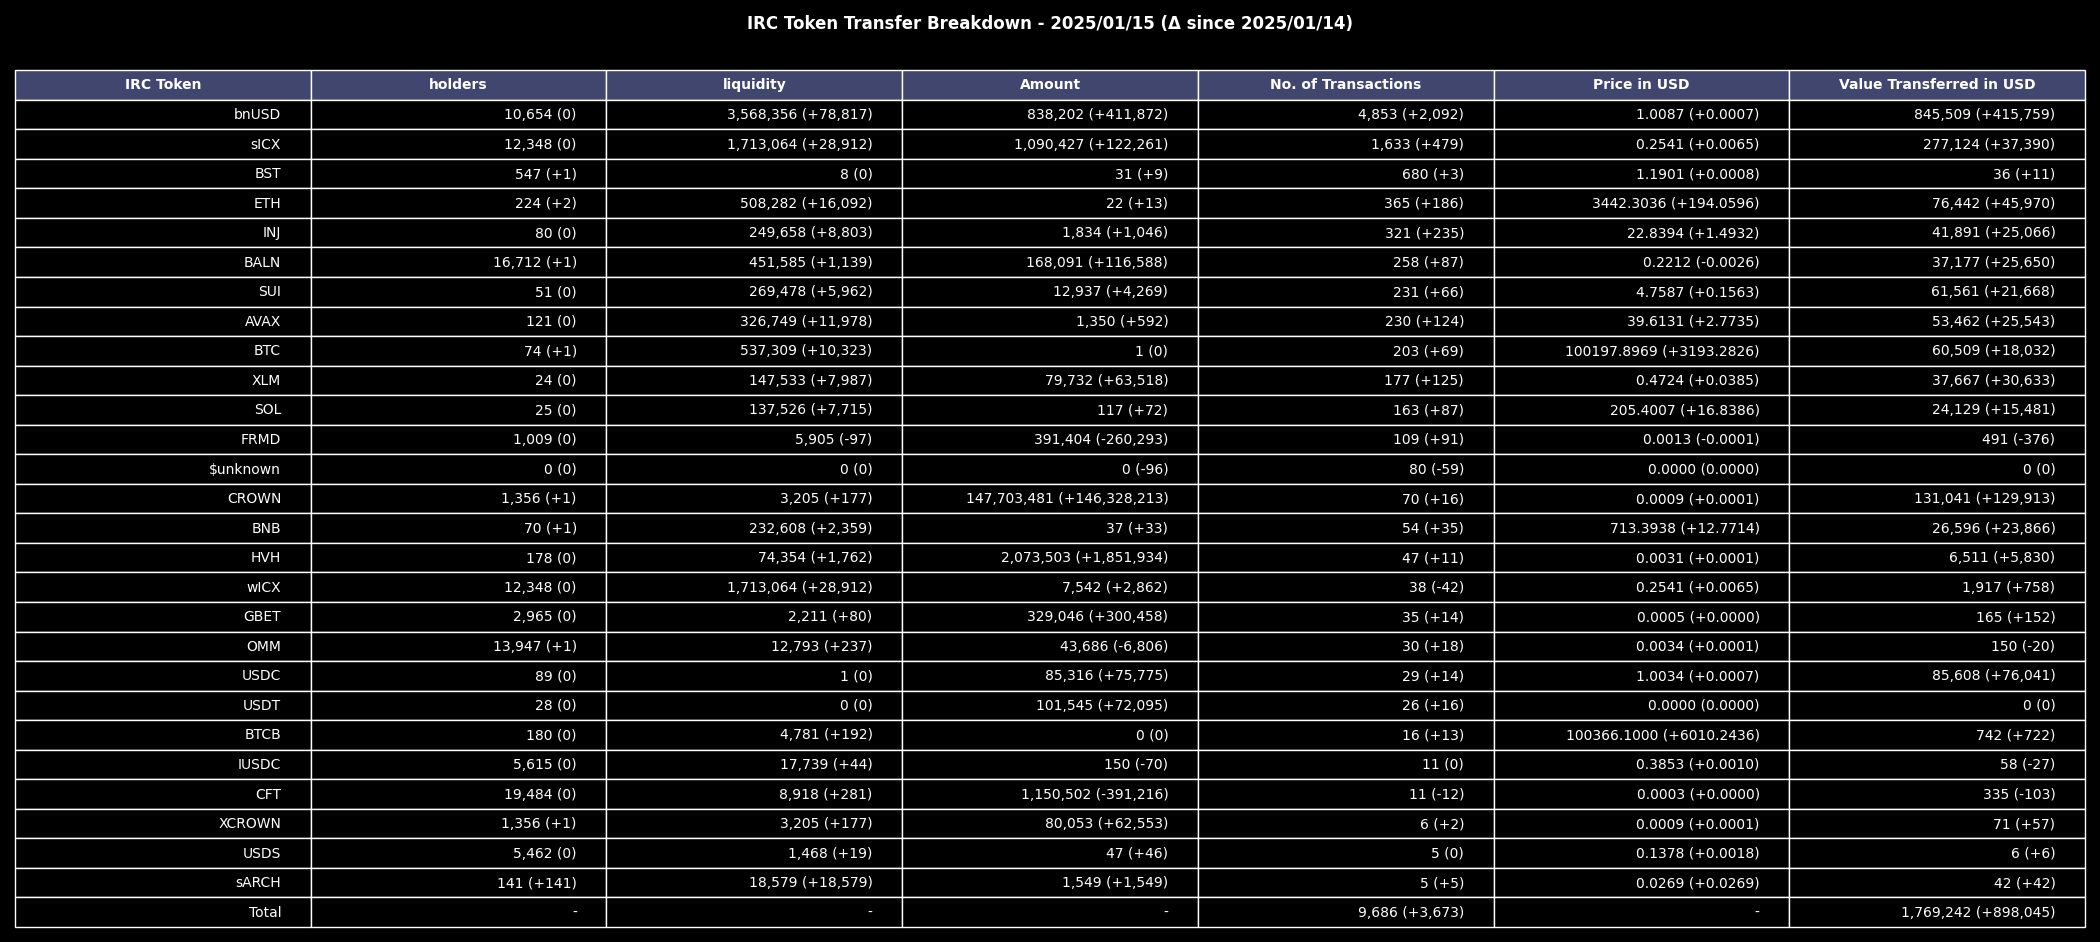 IRC Token Transfer Breakdown - 2025/01/15 (Δ since 2025/01/14)
IRC Token holders liquidity Amount No. of Transactions Price in USD Value Transferred in USD
bnUSD 10,654 (0) 3,568,356 (+78,817) 838,202 (+411,872) 4,853 (+2,092) 1.0087 (+0.0007) 845,509 (+415,759)
sICX 12,348 (0) 1,713,064 (+28,912) 1,090,427 (+122,261) 1,633 (+479) 0.2541 (+0.0065) 277,124 (+37,390)
BST 547 (+1) 8 (0) 31 (+9) 680 (+3) 1.1901 (+0.0008) 36 (+11)
ETH 224 (+2) 508,282 (+16,092) 22 (+13) 365 (+186) 3442.3036 (+194.0596) 76,442 (+45,970)
INJ 80 (0) 249,658 (+8,803) 1,834 (+1,046) 321 (+235) 22.8394 (+1.4932) 41,891 (+25,066)
BALN 16,712 (+1) 451,585 (+1,139) 168,091 (+116,588) 258 (+87) 0.2212 (-0.0026) 37,177 (+25,650)
SUI 51 (0) 269,478 (+5,962) 12,937 (+4,269) 231 (+66) 4.7587 (+0.1563) 61,561 (+21,668)
AVAX 121 (0) 326,749 (+11,978) 1,350 (+592) 230 (+124) 39.6131 (+2.7735) 53,462 (+25,543)
BTC 74 (+1) 537,309 (+10,323) 1 (0) 203 (+69) 100197.8969 (+3193.2826) 60,509 (+18,032)
XLM 24 (0) 147,533 (+7,987) 79,732 (+63,518) 177 (+125) 0.4724 (+0.0385) 37,667 (+30,633)
SOL 25 (0) 137,526 (+7,715) 117 (+72) 163 (+87) 205.4007 (+16.8386) 24,129 (+15,481)
FRMD 1,009 (0) 5,905 (-97) 391,404 (-260,293) 109 (+91) 0.0013 (-0.0001) 491 (-376)
$unknown 0 (0) 0 (0) 0 (-96) 80 (-59) 0.0000 (0.0000) 0 (0)
CROWN 1,356 (+1) 3,205 (+177) 147,703,481 (+146,328,213) 70 (+16) 0.0009 (+0.0001) 131,041 (+129,913)
BNB 70 (+1) 232,608 (+2,359) 37 (+33) 54 (+35) 713.3938 (+12.7714) 26,596 (+23,866)
HVH 178 (0) 74,354 (+1,762) 2,073,503 (+1,851,934) 47 (+11) 0.0031 (+0.0001) 6,511 (+5,830)
wICX 12,348 (0) 1,713,064 (+28,912) 7,542 (+2,862) 38 (-42) 0.2541 (+0.0065) 1,917 (+758)
GBET 2,965 (0) 2,211 (+80) 329,046 (+300,458) 35 (+14) 0.0005 (+0.0000) 165 (+152)
OMM 13,947 (+1) 12,793 (+237) 43,686 (-6,806) 30 (+18) 0.0034 (+0.0001) 150 (-20)
USDC 89 (0) 1 (0) 85,316 (+75,775) 29 (+14) 1.0034 (+0.0007) 85,608 (+76,041)
USDT 28 (0) 0 (0) 101,545 (+72,095) 26 (+16) 0.0000 (0.0000) 0 (0)
BTCB 180 (0) 4,781 (+192) 0 (0) 16 (+13) 100366.1000 (+6010.2436) 742 (+722)
IUSDC 5,615 (0) 17,739 (+44) 150 (-70) 11 (0) 0.3853 (+0.0010) 58 (-27)
CFT 19,484 (0) 8,918 (+281) 1,150,502 (-391,216) 11 (-12) 0.0003 (+0.0000) 335 (-103)
XCROWN 1,356 (+1) 3,205 (+177) 80,053 (+62,553) 6 (+2) 0.0009 (+0.0001) 71 (+57)
USDS 5,462 (0) 1,468 (+19) 47 (+46) 5 (0) 0.1378 (+0.0018) 6 (+6)
sARCH 141 (+141) 18,579 (+18,579) 1,549 (+1,549) 5 (+5) 0.0269 (+0.0269) 42 (+42)
Total - - - 9,686 (+3,673) - 1,769,242 (+898,045)